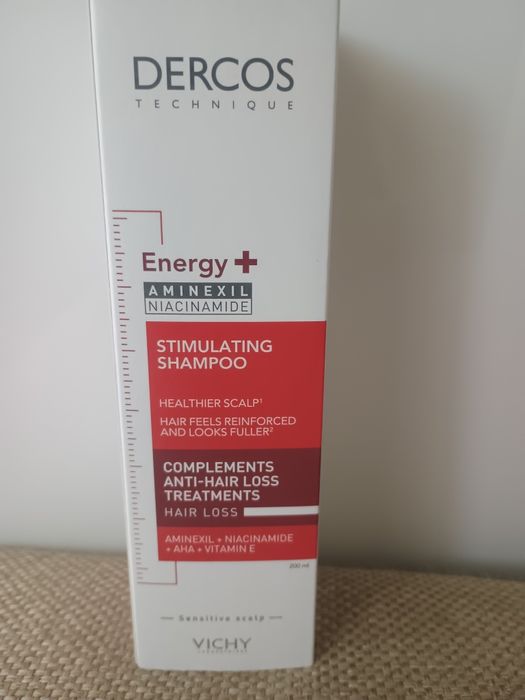 DERCOS
TECHNIQUE
Energy +
AMINEXIL
NIACINAMIDE
STIMULATING
SHAMPOO
HEALTHIER SCALP¹
HAIR FEELS REINFORCED
AND LOOKS FULLER²
COMPLEMENTS
ANTI-HAIR LOSS
TREATMENTS
HAIR LOSS
AMINEXIL + NIACINAMIDE
+ AHA + VITAMIN E
200 ml
Sensitive scalp
VICHY
LABORATOIRES